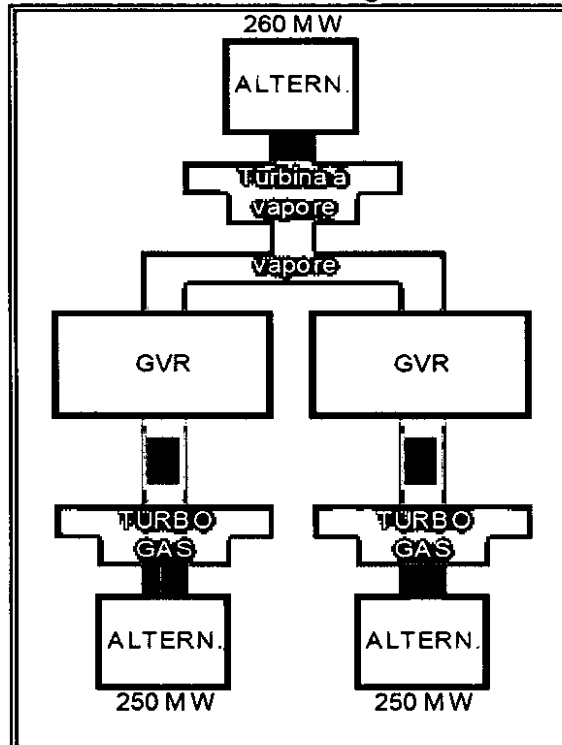 260 MW
ALTERN.
Turbina a
vapore
vapore
GVR GVR
TURBO TURBO
GAS GAS
ALTERN. ALTERN.
250 MW 250 MW